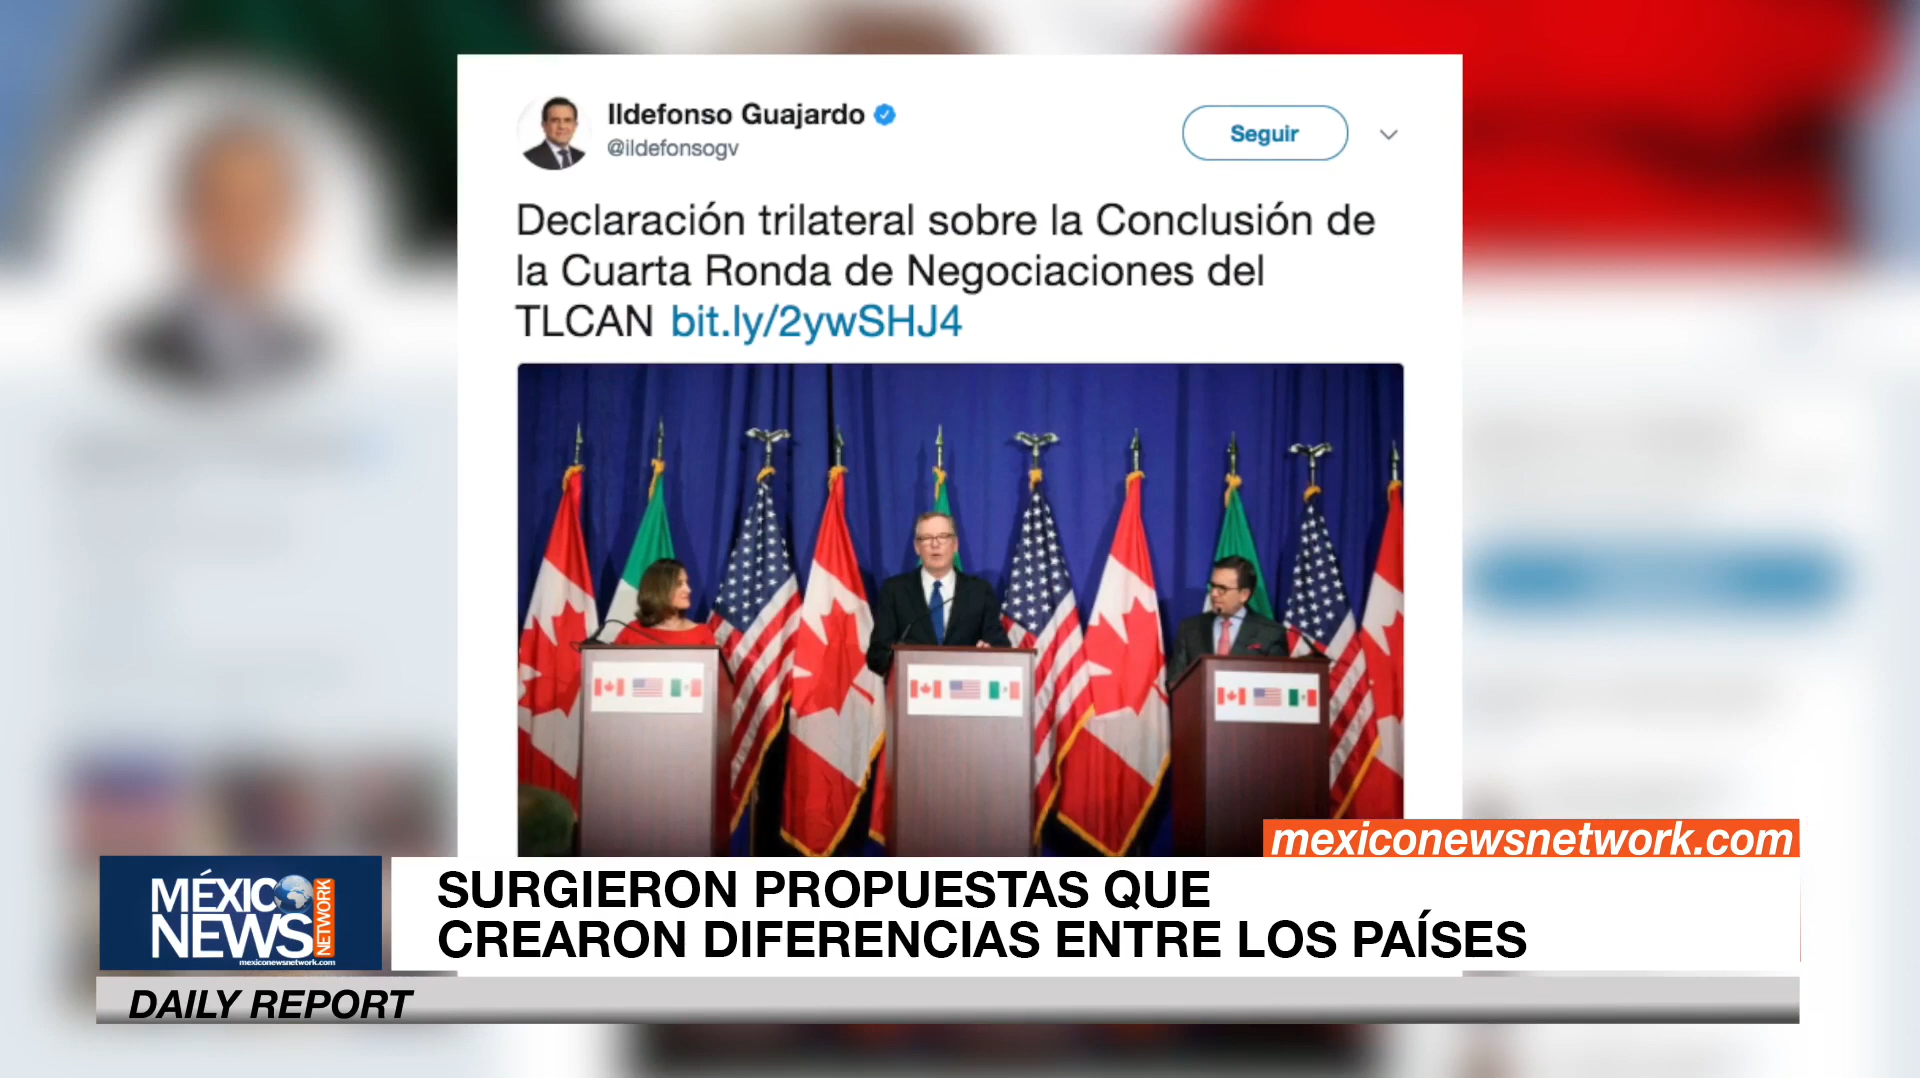 Ildefonso Guajardo
@ildefonsogv
Seguir
Declaración trilateral sobre la Conclusión de
la Cuarta Ronda de Negociaciones del
TLCAN bit.ly/2ywSHJ4
mexiconewsnetwork.com
MÉXICO
NEWS
NETWORK
mexiconewsnetwork.com
SURGIERON PROPUESTAS QUE
CREARON DIFERENCIAS ENTRE LOS PAÍSES
DAILY REPORT